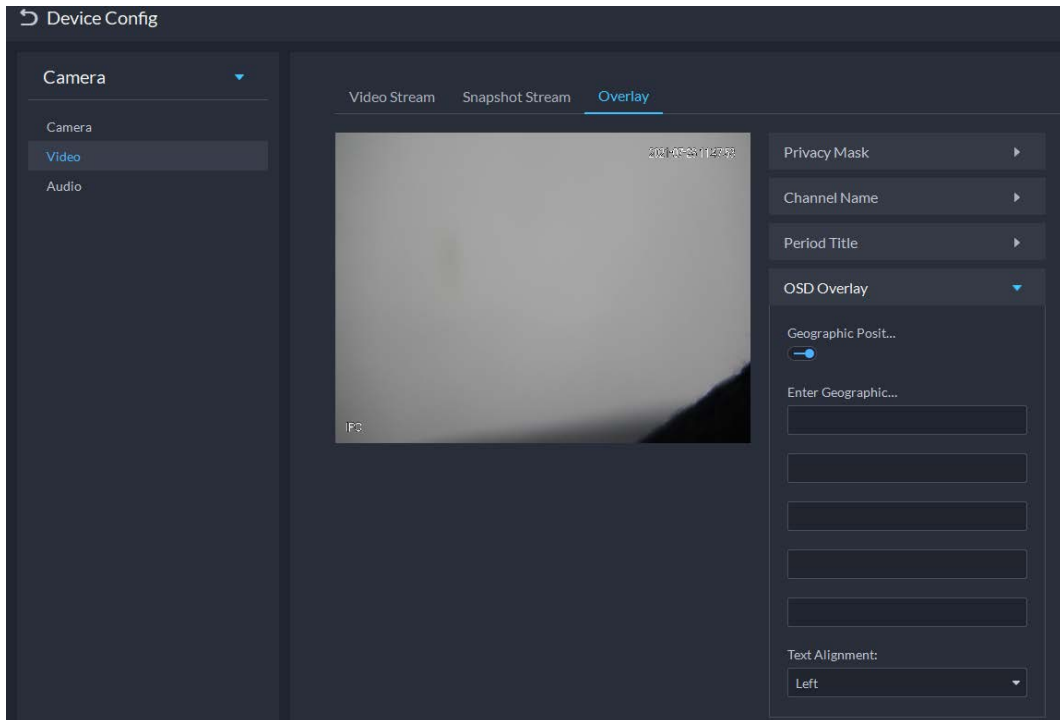 Device Config
Camera
Camera
Video
Audio
Video Stream Snapshot Stream Overlay
IPC
Privacy Mask
Channel Name
Period Title
OSD Overlay
Geographic Posit...
Enter Geographic...
Text Alignment:
Left